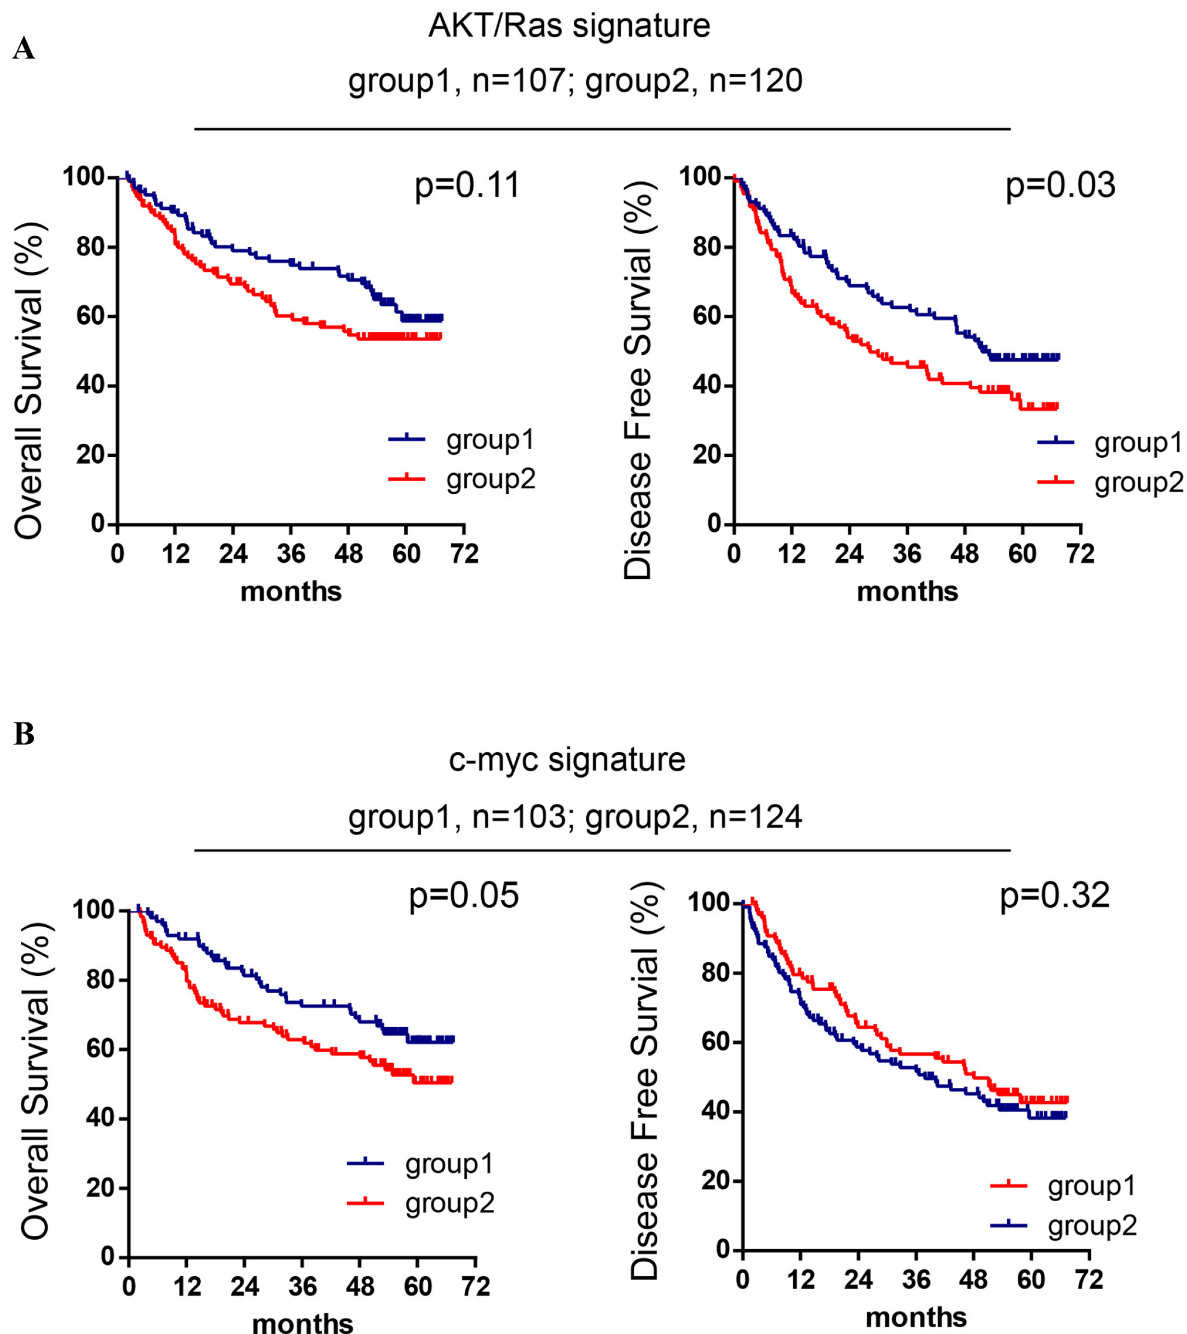 A
AKT/Ras signature
group1, n=107; group2, n=120
p=0.11
Overall Survival (%)
100
80
60
40
20
0
group1
group2
0 12 24 36 48 60 72
months
p=0.03
Disease Free Survial (%)
100
80
60
40
20
0
group1
group2
0 12 24 36 48 60 72
months
B
c-myc signature
group1, n=103; group2, n=124
p=0.05
Overall Survival (%)
100
80
60
40
20
0
group1
group2
0 12 24 36 48 60 72
months
p=0.32
Disease Free Survial (%)
100
80
60
40
20
0
group1
group2
0 12 24 36 48 60 72
months